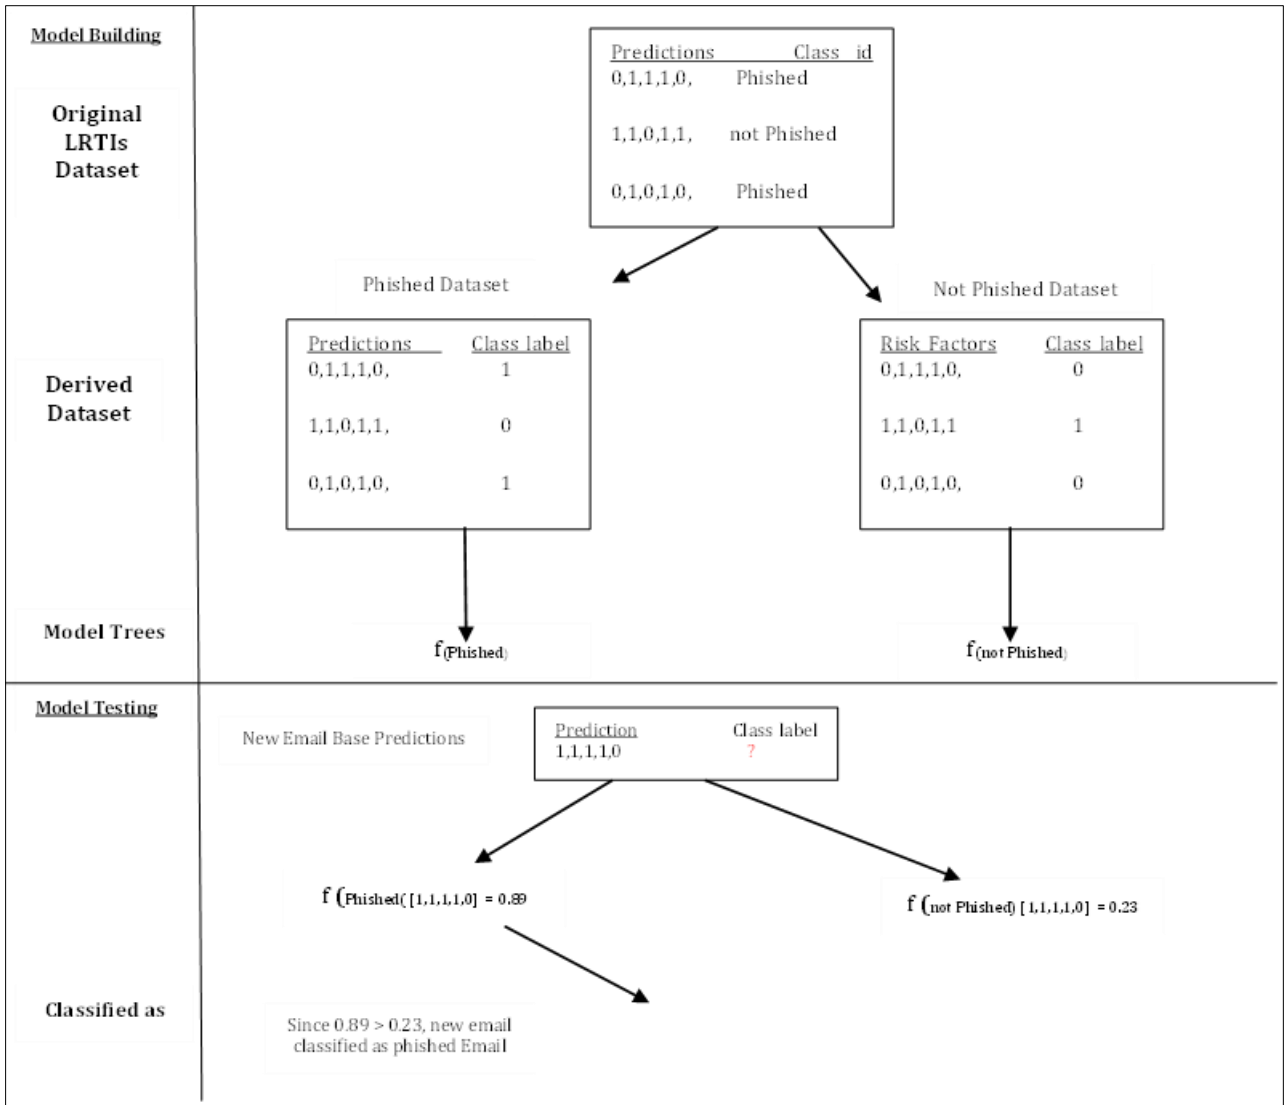 Model Building
Predictions Class id
0,1,1,1,0, Phished
Original
LRTIs
Dataset
1,1,0,1,1, not Phished
0,1,0,1,0, Phished
Phished Dataset
Not Phished Dataset
Predictions Class label
0,1,1,1,0, 1
1,1,0,1,1, 0
0,1,0,1,0, 1
Risk Factors Class label
0,1,1,1,0, 0
1,1,0,1,1 1
0,1,0,1,0, 0
Derived
Dataset
Model Trees
f(Phished)
f(not Phished)
Model Testing
New Email Base Predictions
Prediction Class label
1,1,1,1,0 ?
f (Phished( [1,1,1,1,0] = 0.89
f (not Phished) [1,1,1,1,0] = 0.23
Classified as
Since 0.89 > 0.23, new email
classified as phished Email